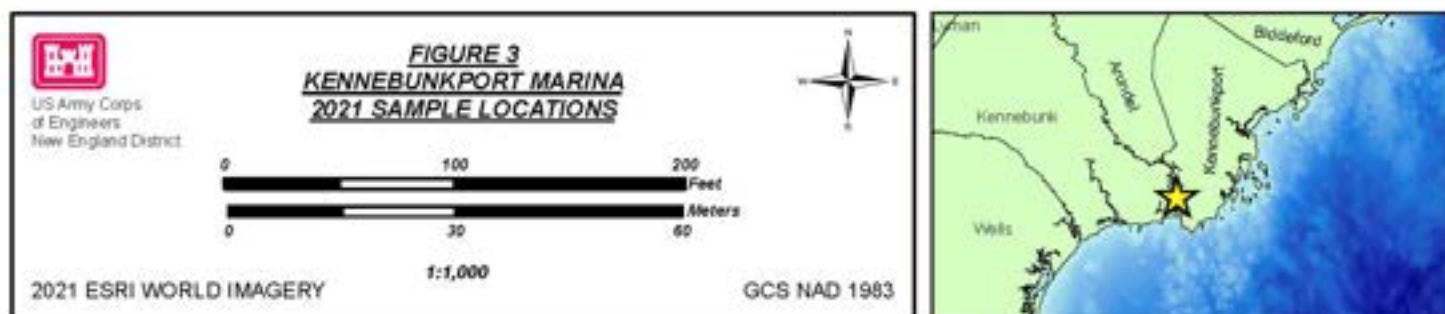 US Army Corps
of Engineers
New England District
FIGURE 3
KENNEBUNKPORT MARINA
2021 SAMPLE LOCATIONS
N
W E
S
0 100 200
Feet
Meters
0 30 60
1:1,000
2021 ESRI WORLD IMAGERY
GCS NAD 1983
Lyman
Biddeford
Arundel
Kennebunkport
Kennebunk
Wells